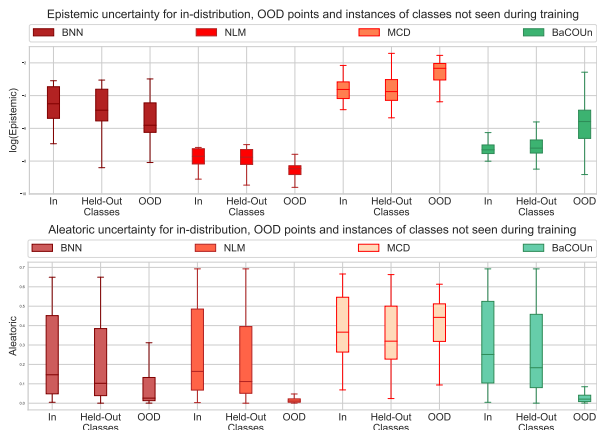 Epistemic uncertainty for in-distribution, OOD points and instances of classes not seen during training
BNN NLM MCD BaCOUn
log(Epistemic)
In Held-Out Classes OOD In Held-Out Classes OOD In Held-Out Classes OOD In Held-Out Classes OOD
Aleatoric uncertainty for in-distribution, OOD points and instances of classes not seen during training
BNN NLM MCD BaCOUn
Aleatoric
0.7
0.6
0.5
0.4
0.3
0.2
0.1
0.0
In Held-Out Classes OOD In Held-Out Classes OOD In Held-Out Classes OOD In Held-Out Classes OOD